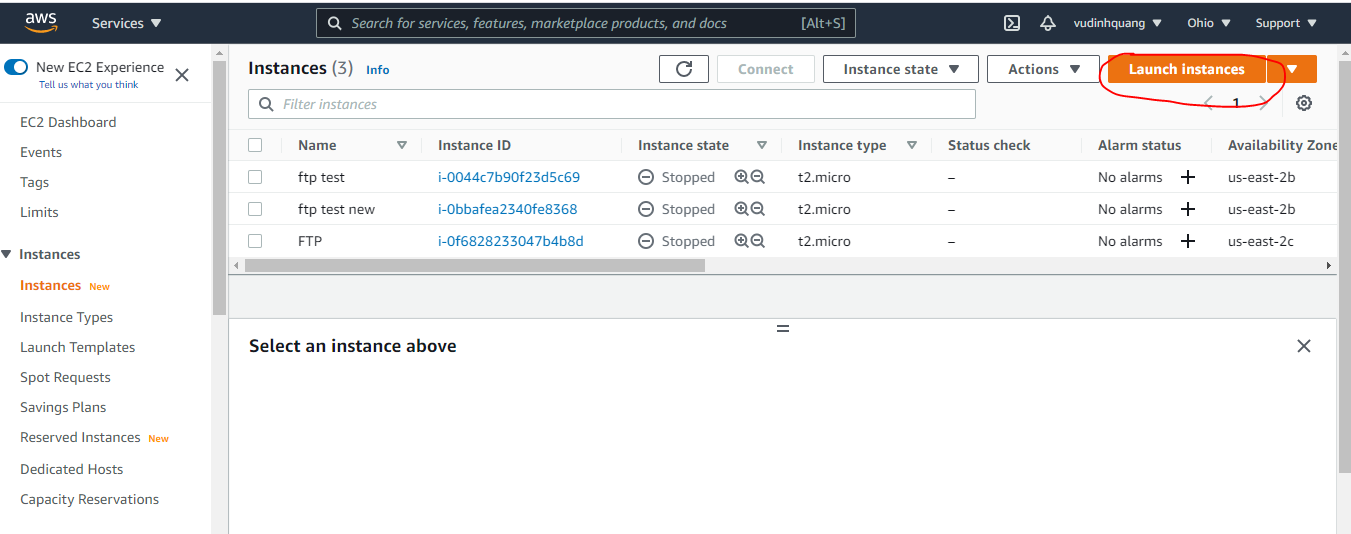 aws Services Search for services, features, marketplace products, and docs [Alt+S] vudinhquang Ohio Support
New EC2 Experience
Tell us what you think
EC2 Dashboard
Events
Tags
Limits
Instances
Instances New
Instance Types
Launch Templates
Spot Requests
Savings Plans
Reserved Instances New
Dedicated Hosts
Capacity Reservations
Instances (3) Info Connect Instance state Actions Launch instances
Filter instances 1
Name Instance ID Instance state Instance type Status check Alarm status Availability Zone
ftp test i-0044c7b90f23d5c69 Stopped t2.micro – No alarms + us-east-2b
ftp test new i-0bbafea2340fe8368 Stopped t2.micro – No alarms + us-east-2b
FTP i-0f6828233047b4b8d Stopped t2.micro – No alarms + us-east-2c
Select an instance above